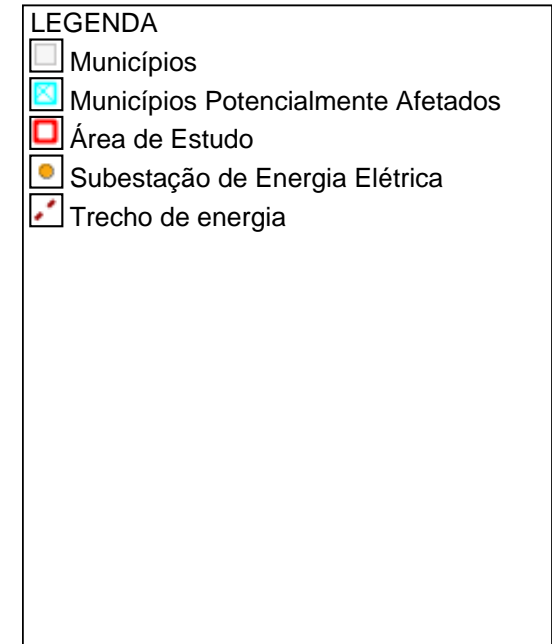 LEGENDA
Municípios
Municípios Potencialmente Afetados
Área de Estudo
Subestação de Energia Elétrica
Trecho de energia